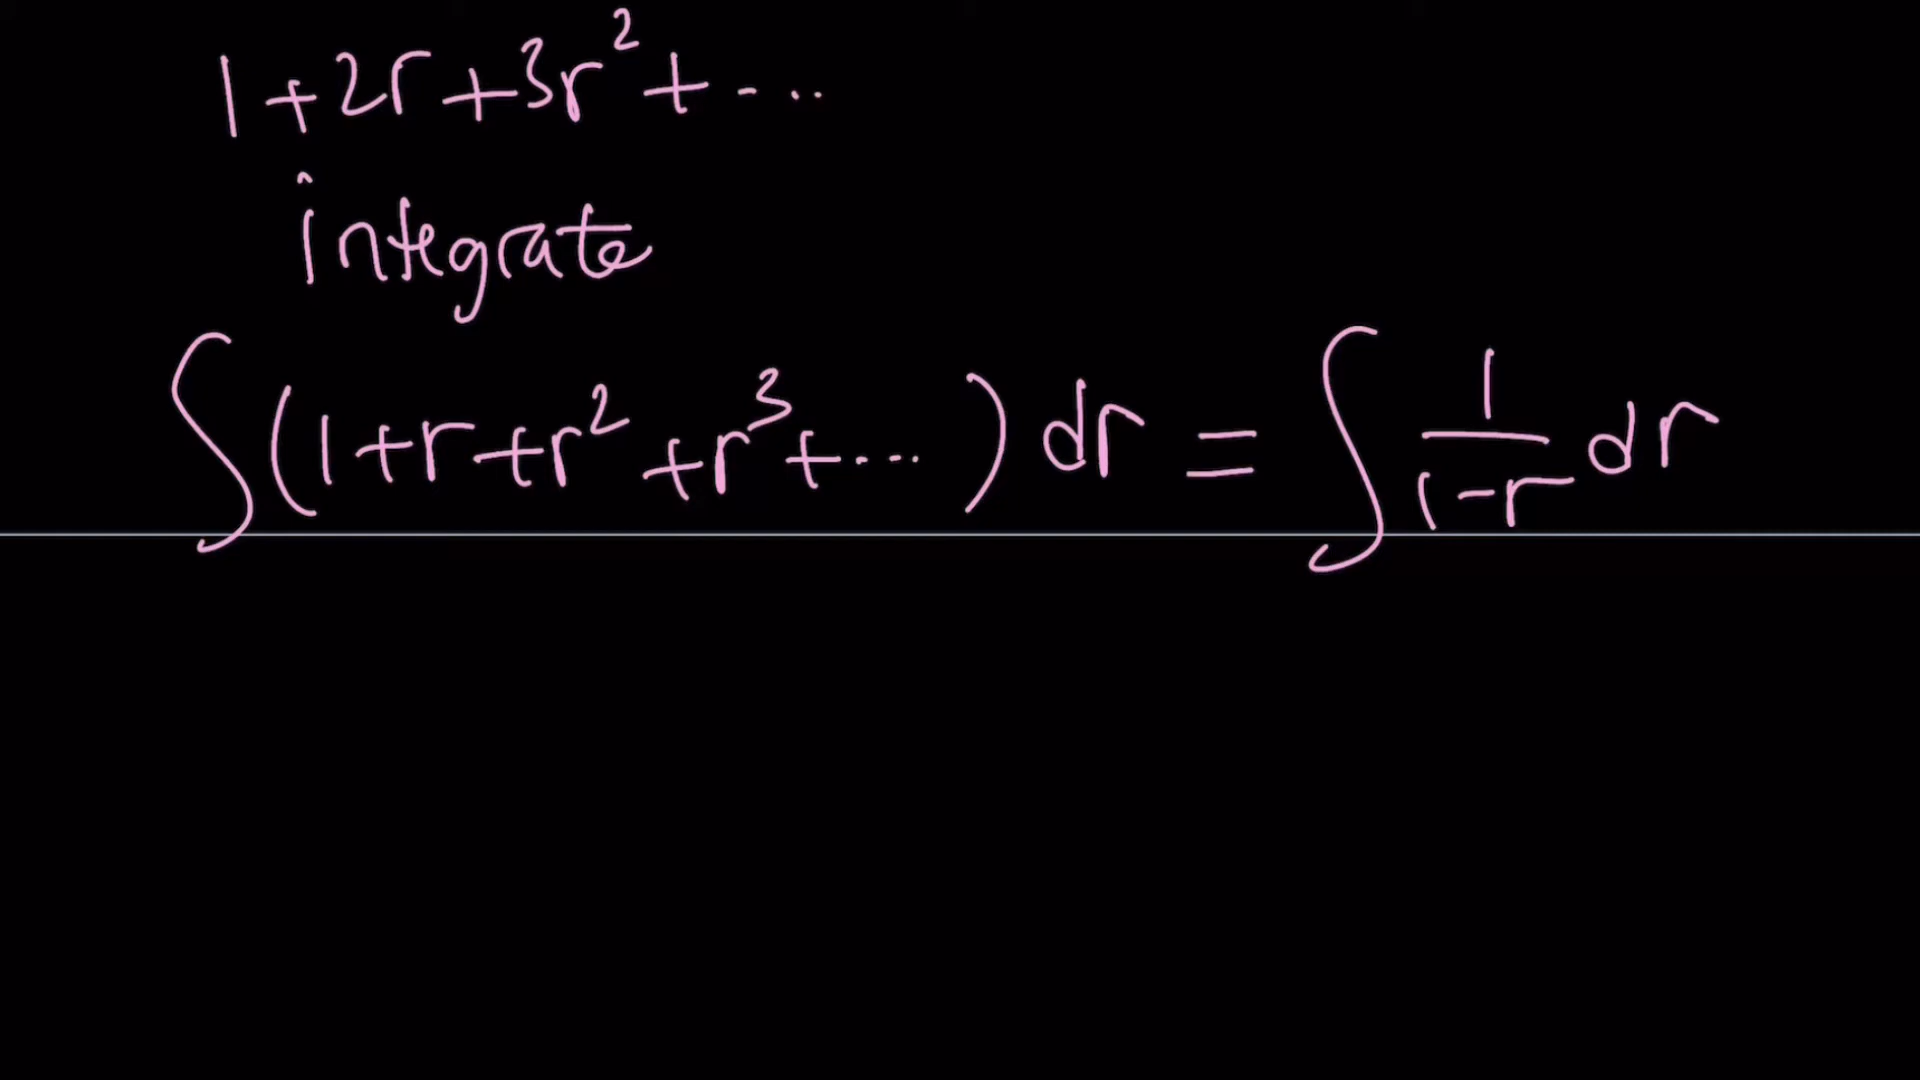 1+2r+3r²+...
integrate
∫(1+r+r²+r³+...) dr = ∫ 1/(1-r) dr